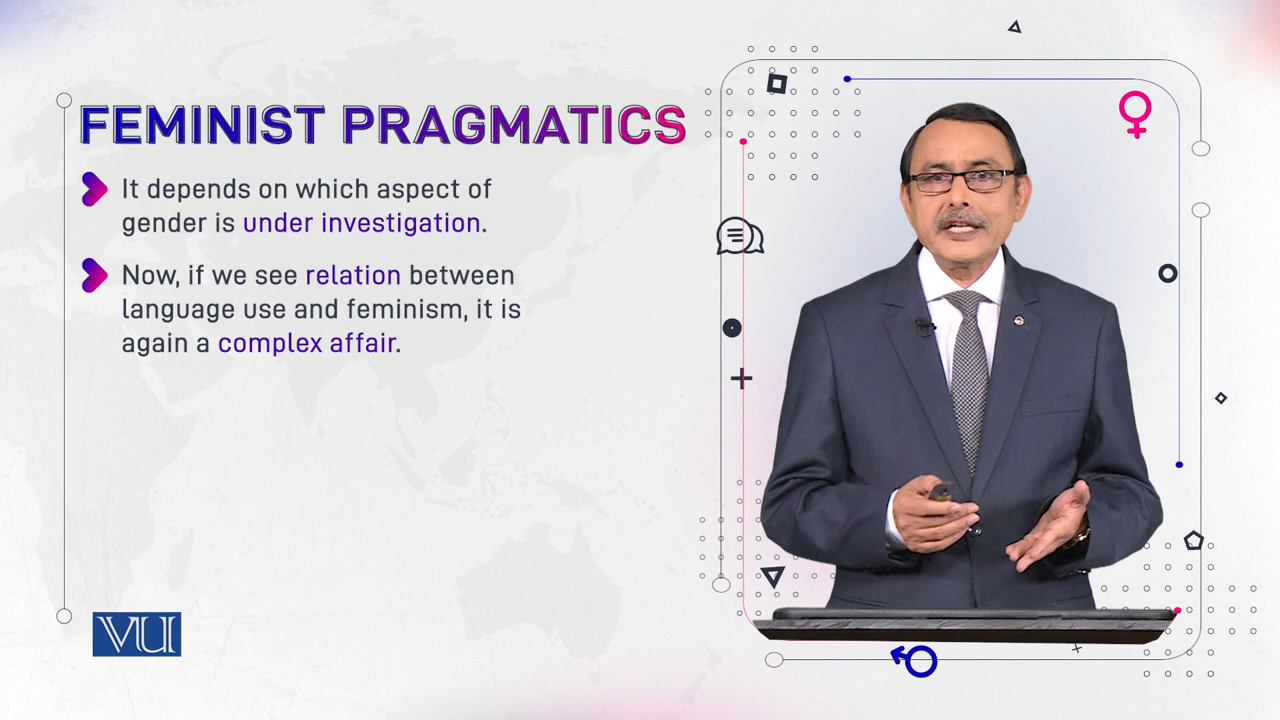 FEMINIST PRAGMATICS
It depends on which aspect of
gender is under investigation.
Now, if we see relation between
language use and feminism, it is
again a complex affair.
VU